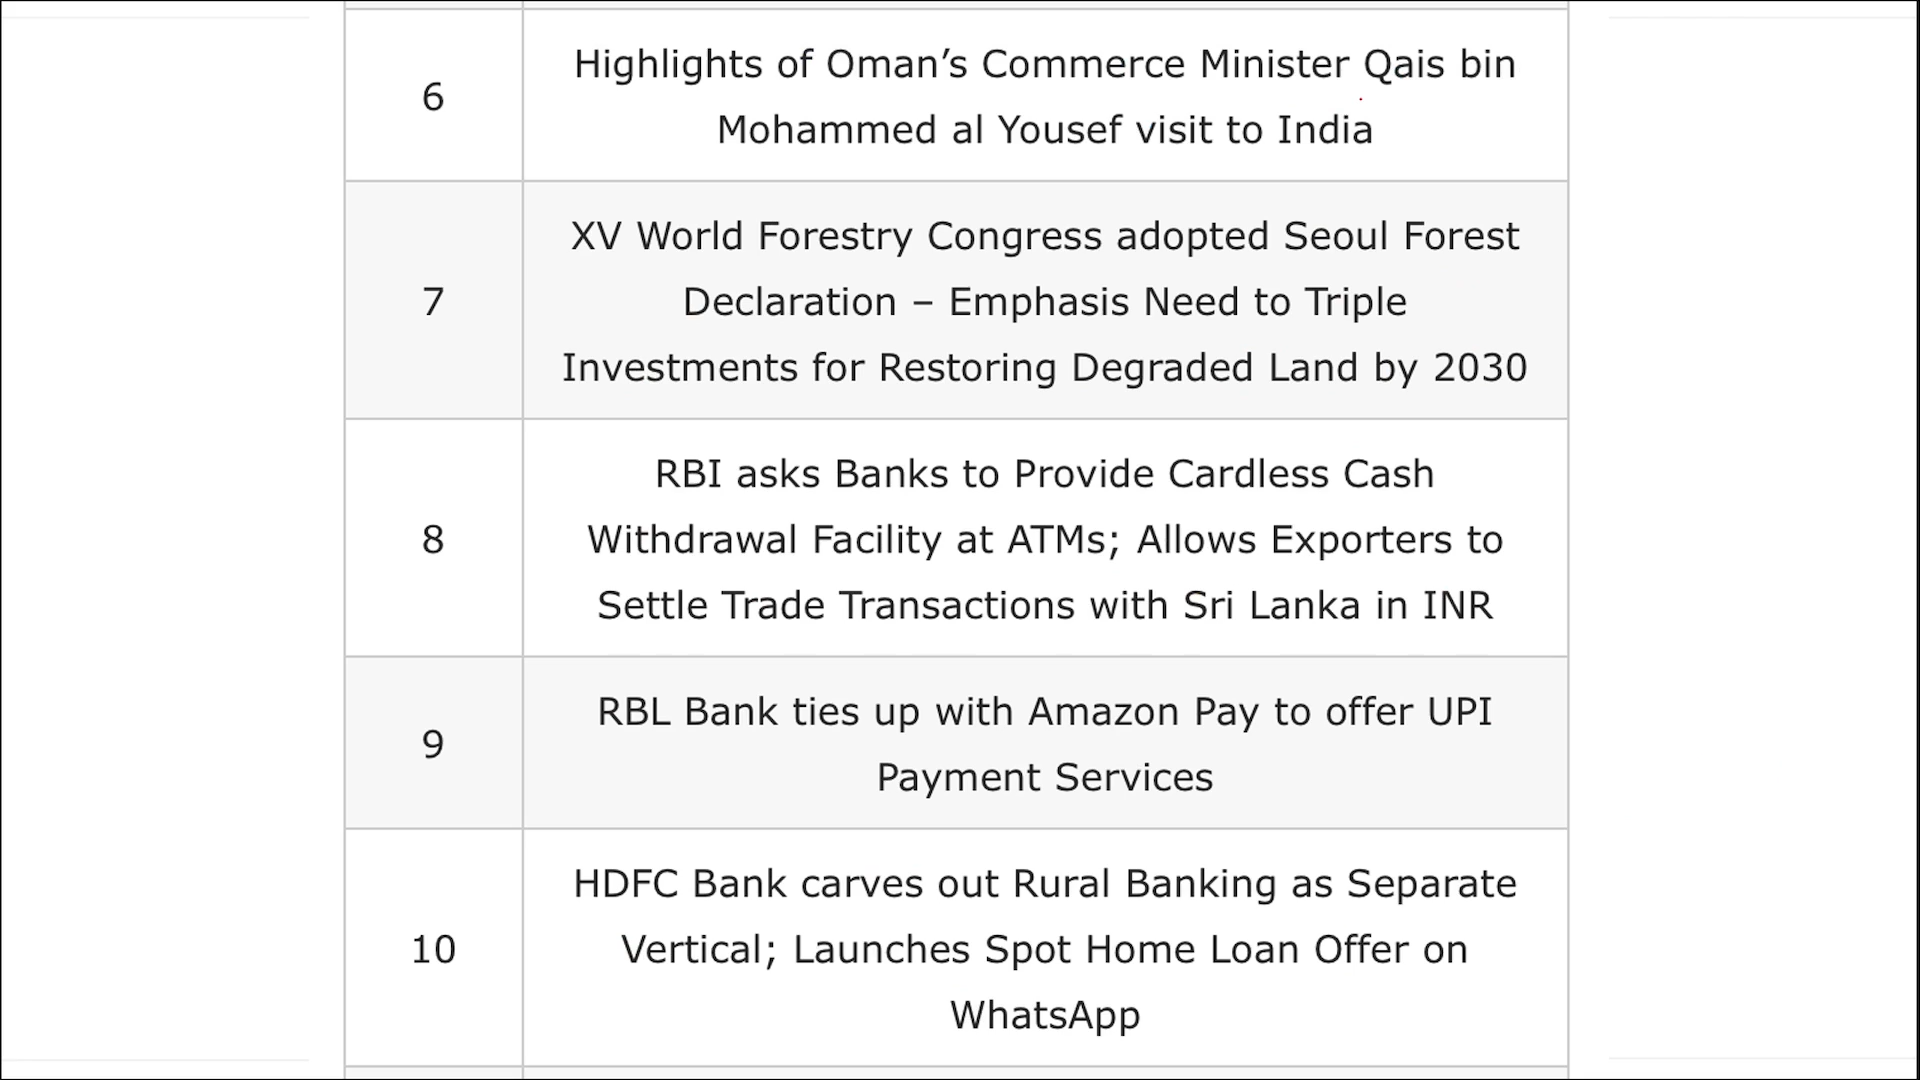 6
Highlights of Oman’s Commerce Minister Qais bin
Mohammed al Yousef visit to India
7
XV World Forestry Congress adopted Seoul Forest
Declaration – Emphasis Need to Triple
Investments for Restoring Degraded Land by 2030
8
RBI asks Banks to Provide Cardless Cash
Withdrawal Facility at ATMs; Allows Exporters to
Settle Trade Transactions with Sri Lanka in INR
9
RBL Bank ties up with Amazon Pay to offer UPI
Payment Services
10
HDFC Bank carves out Rural Banking as Separate
Vertical; Launches Spot Home Loan Offer on
WhatsApp